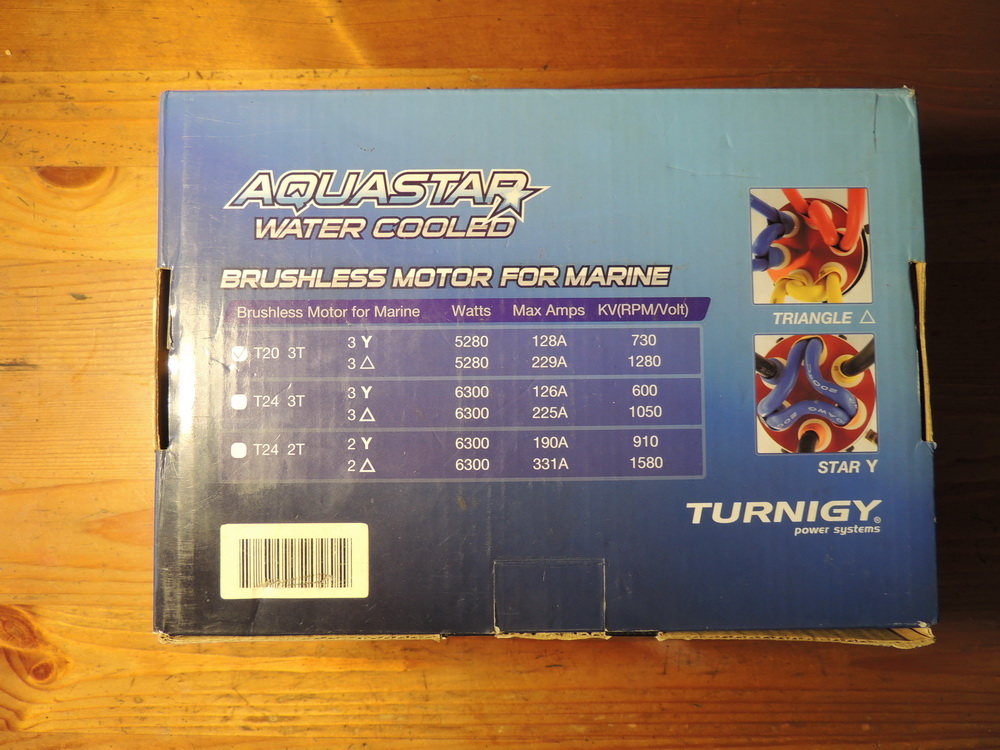 AQUASTAR
WATER COOLED
BRUSHLESS MOTOR FOR MARINE
Brushless Motor for Marine Watts Max Amps KV(RPM/Volt)
T20 3T 3 Y 5280 128A 730
3 △ 5280 229A 1280
T24 3T 3 Y 6300 126A 600
3 △ 6300 225A 1050
T24 2T 2 Y 6300 190A 910
2 △ 6300 331A 1580
TRIANGLE △
STAR Y
TURNIGY®
power systems